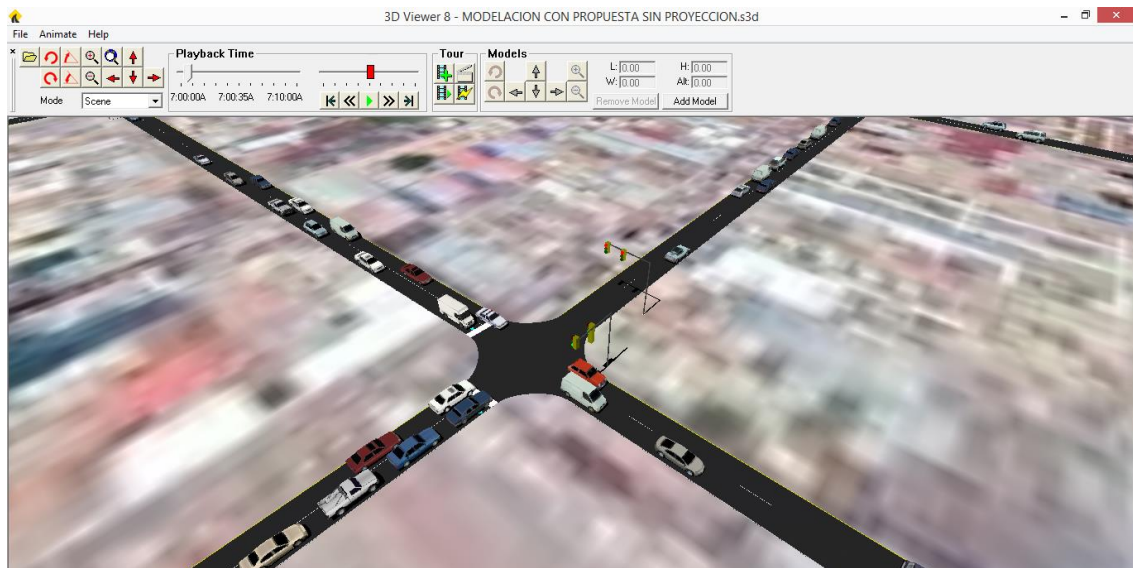 3D Viewer 8 - MODELACION CON PROPUESTA SIN PROYECCION.s3d
File Animate Help
Playback Time
Tour
Models
7:00:00A 7:00:35A 7:10:00A
L: 0.00 H: 0.00
W: 0.00 Alt: 0.00
Mode Scene
Remove Model Add Model